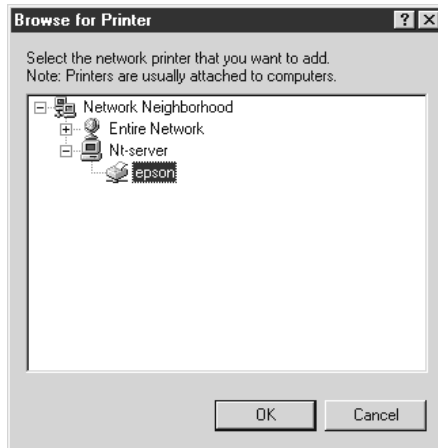 Browse for Printer
Select the network printer that you want to add.
Note: Printers are usually attached to computers.
Network Neighborhood
Entire Network
Nt-server
epson
OK Cancel